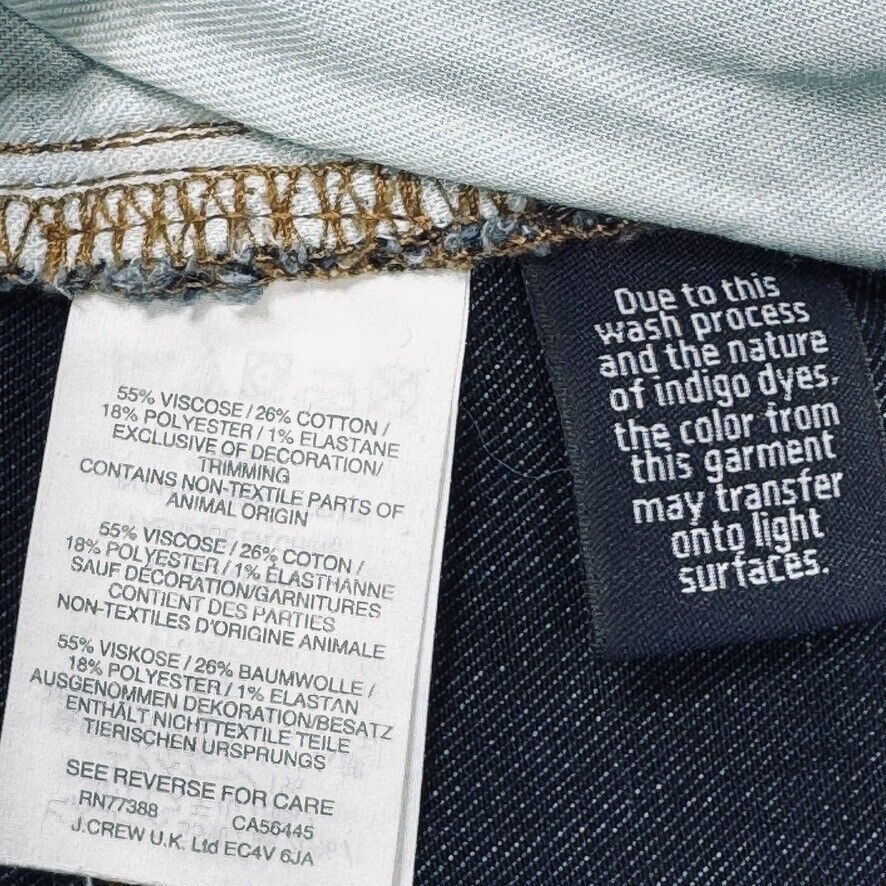 55% VISCOSE / 26% COTTON /
18% POLYESTER / 1% ELASTANE
EXCLUSIVE OF DECORATION/
TRIMMING
CONTAINS NON-TEXTILE PARTS OF
ANIMAL ORIGIN
55% VISCOSE / 26% COTON /
18% POLYESTER / 1% ÉLASTHANNE
SAUF DÉCORATION/GARNITURES
CONTIENT DES PARTIES
NON-TEXTILES D'ORIGINE ANIMALE
55% VISKOSE / 26% BAUMWOLLE /
18% POLYESTER / 1% ELASTAN
AUSGENOMMEN DEKORATION/BESATZ
ENTHÄLT NICHTTEXTILE TEILE
TIERISCHEN URSPRUNGS
SEE REVERSE FOR CARE
RN77388 CA56445
J.CREW U.K. Ltd EC4V 6JA
Due to this
wash process
and the nature
of indigo dyes,
the color from
this garment
may transfer
onto light
surfaces.